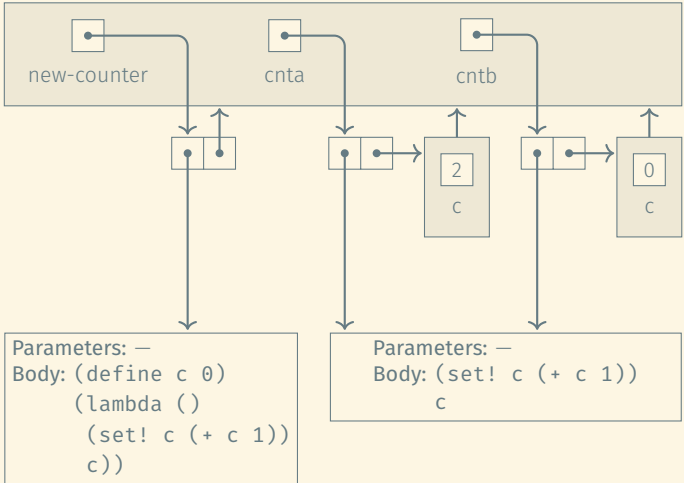 new-counter
cnta
cntb
2
c
0
c
Parameters: —
Body: (define c 0)
(lambda ()
(set! c (+ c 1))
c))
Parameters: —
Body: (set! c (+ c 1))
c